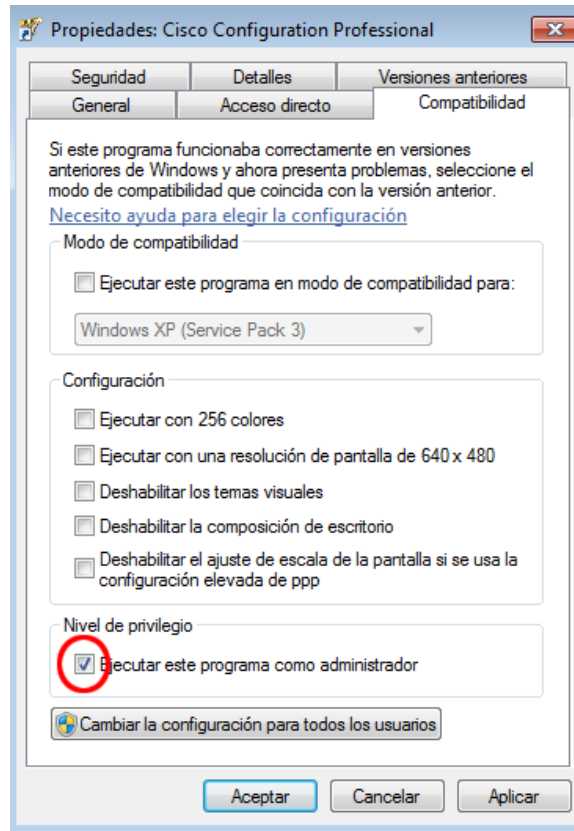 Propiedades: Cisco Configuration Professional
Seguridad
Detalles
Versiones anteriores
General
Acceso directo
Compatibilidad
Si este programa funcionaba correctamente en versiones
anteriores de Windows y ahora presenta problemas, seleccione el
modo de compatibilidad que coincida con la versión anterior.
Necesito ayuda para elegir la configuración
Modo de compatibilidad
Ejecutar este programa en modo de compatibilidad para:
Windows XP (Service Pack 3)
Configuración
Ejecutar con 256 colores
Ejecutar con una resolución de pantalla de 640 x 480
Deshabilitar los temas visuales
Deshabilitar la composición de escritorio
Deshabilitar el ajuste de escala de la pantalla si se usa la
configuración elevada de ppp
Nivel de privilegio
Ejecutar este programa como administrador
Cambiar la configuración para todos los usuarios
Aceptar
Cancelar
Aplicar